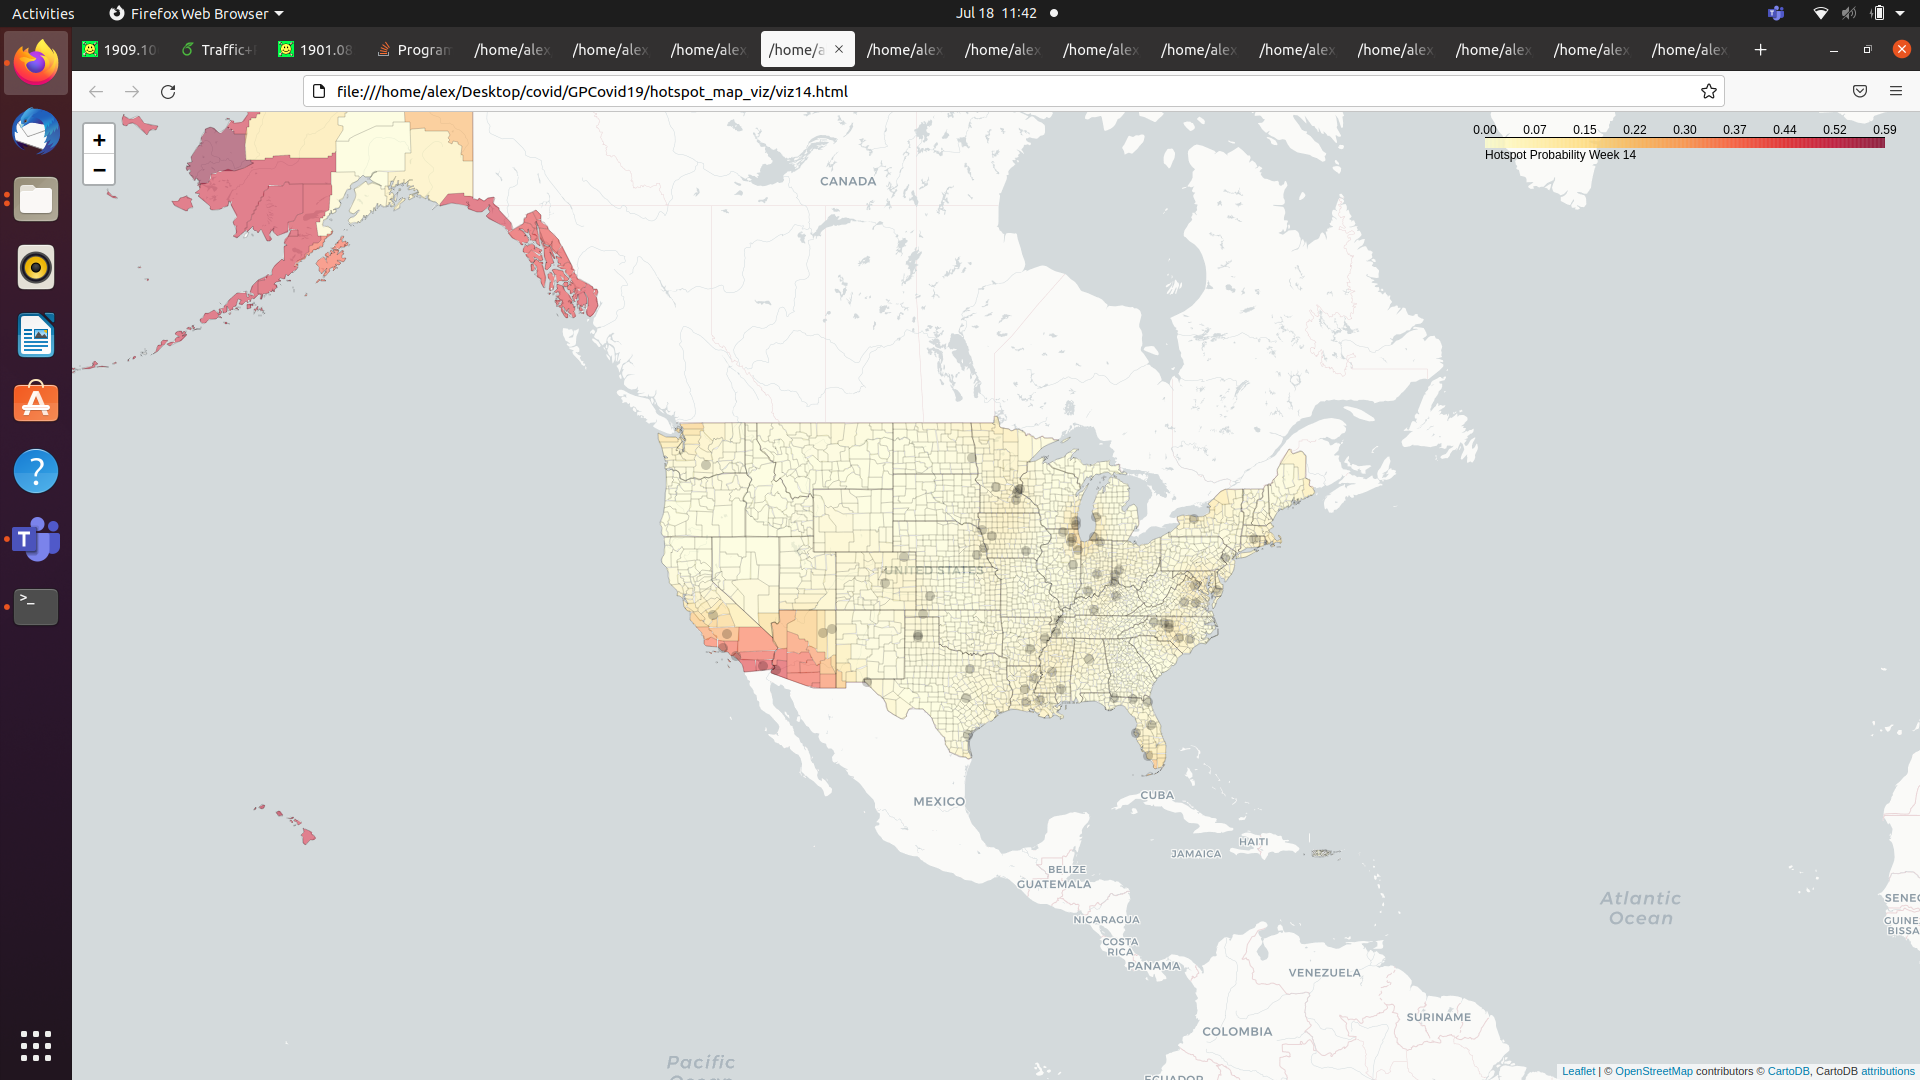 Activities
Firefox Web Browser
Jul 18 11:42
1909.10
Traffic+
1901.08
Program
/home/alex
/home/alex
/home/alex
/home/a
/home/alex
/home/alex
/home/alex
/home/alex
/home/alex
/home/alex
/home/alex
/home/alex
/home/alex
file:///home/alex/Desktop/covid/GPCovid19/hotspot_map_viz/viz14.html
+
−
0.00 0.07 0.15 0.22 0.30 0.37 0.44 0.52 0.59
Hotspot Probability Week 14
CANADA
UNITED STATES
MEXICO
CUBA
HAITI
JAMAICA
BELIZE
GUATEMALA
NICARAGUA
COSTA
RICA
PANAMA
VENEZUELA
COLOMBIA
SURINAME
ECUADOR
Atlantic
Ocean
SENEG
GUINE
BISSA
Pacific
Ocean
Leaflet | © OpenStreetMap contributors © CartoDB, CartoDB attributions